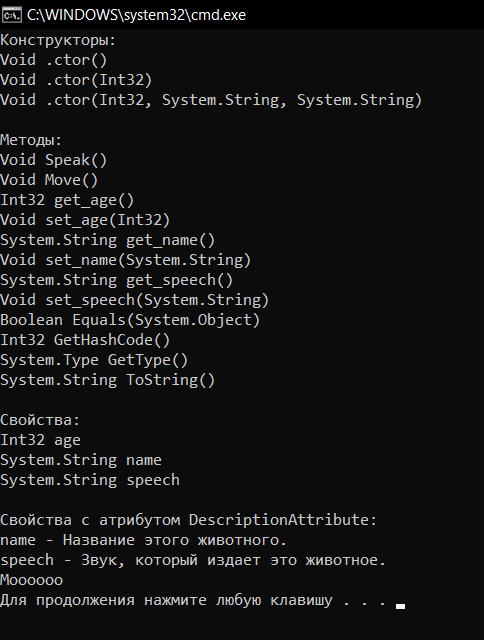 C:\WINDOWS\system32\cmd.exe
Конструкторы:
Void .ctor()
Void .ctor(Int32)
Void .ctor(Int32, System.String, System.String)
Методы:
Void Speak()
Void Move()
Int32 get_age()
Void set_age(Int32)
System.String get_name()
Void set_name(System.String)
System.String get_speech()
Void set_speech(System.String)
Boolean Equals(System.Object)
Int32 GetHashCode()
System.Type GetType()
System.String ToString()
Свойства:
Int32 age
System.String name
System.String speech
Свойства с атрибутом DescriptionAttribute:
name - Название этого животного.
speech - Звук, который издает это животное.
Moooooo
Для продолжения нажмите любую клавишу . . .